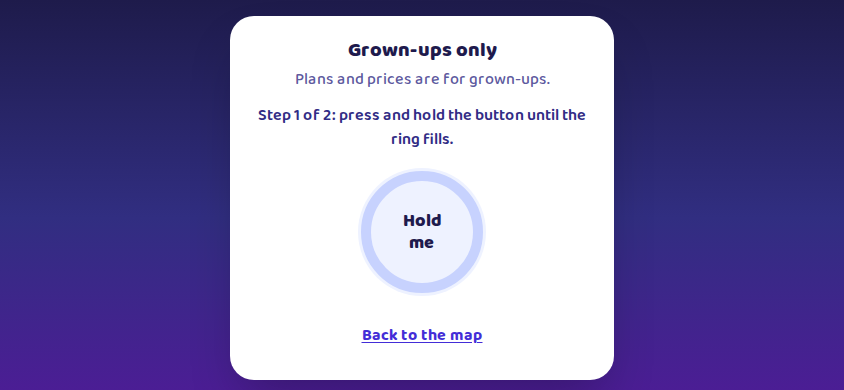 Grown-ups only
Plans and prices are for grown-ups.
Step 1 of 2: press and hold the button until the
ring fills.
Hold
me
Back to the map